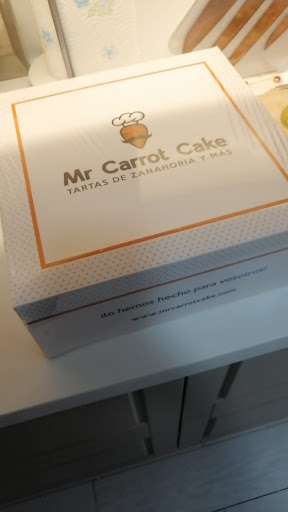 Mr Carrot Cake
TARTAS DE ZANAHORIA Y MÁS
¡lo hemos hecho para vosotros!
www.mrcarrotcake.com